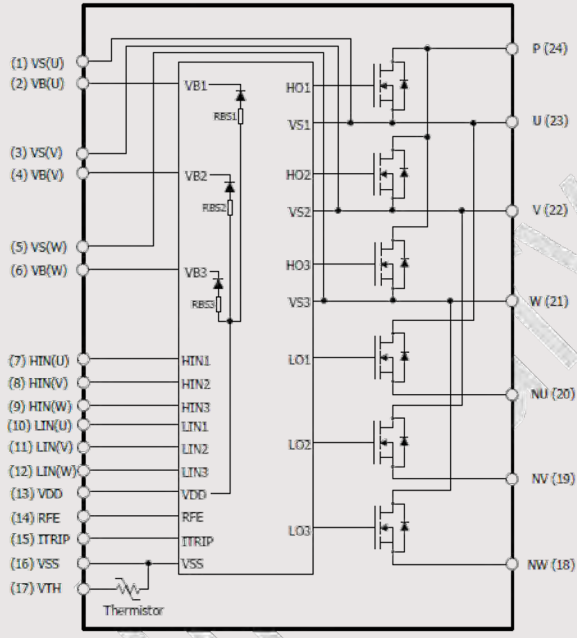 (1) VS(U)
(2) VB(U)
(3) VS(V)
(4) VB(V)
(5) VS(W)
(6) VB(W)
(7) HIN(U)
(8) HIN(V)
(9) HIN(W)
(10) LIN(U)
(11) LIN(V)
(12) LIN(W)
(13) VDD
(14) RFE
(15) ITRIP
(16) VSS
(17) VTH
Thermistor
VB1
RBS1
VB2
RBS2
VB3
RBS3
HIN1
HIN2
HIN3
LIN1
LIN2
LIN3
VDD
RFE
ITRIP
VSS
HO1
VS1
HO2
VS2
HO3
VS3
LO1
LO2
LO3
P (24)
U (23)
V (22)
W (21)
NU (20)
NV (19)
NW (18)